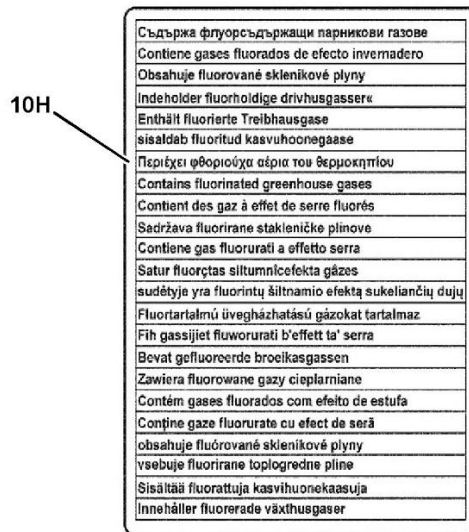 10H
Съдържа флуорсъдържащи парникови газове
Contiene gases fluorados de efecto invernadero
Obsahuje fluorované skleníkové plyny
Indeholder fluorholdige drivhusgasser«
Enthält fluorierte Treibhausgase
sisaldab fluoritud kasvuhoonegaase
Περιέχει φθοριούχα αέρια του θερμοκηπίου
Contains fluorinated greenhouse gases
Contient des gaz à effet de serre fluorés
Sadržava fluorirane stakleničke plinove
Contiene gas fluorurati a effetto serra
Satur fluorçtas siltumnîcefekta gâzes
sudėtyje yra fluorintų šiltnamio efektą sukeliančių dujų
Fluortartalmú üvegházhatású gázokat tartalmaz
Fih gassijiet fluworurati b'effett ta' serra
Bevat gefluoreerde broeikasgassen
Zawiera fluorowane gazy cieplarniane
Contém gases fluorados com efeito de estufa
Conține gaze fluorurate cu efect de seră
obsahuje fluórované skleníkové plyny
vsebuje fluorirane toplogredne pline
Sisältää fluorattuja kasvihuonekaasuja
Innehåller fluorerade växthusgaser